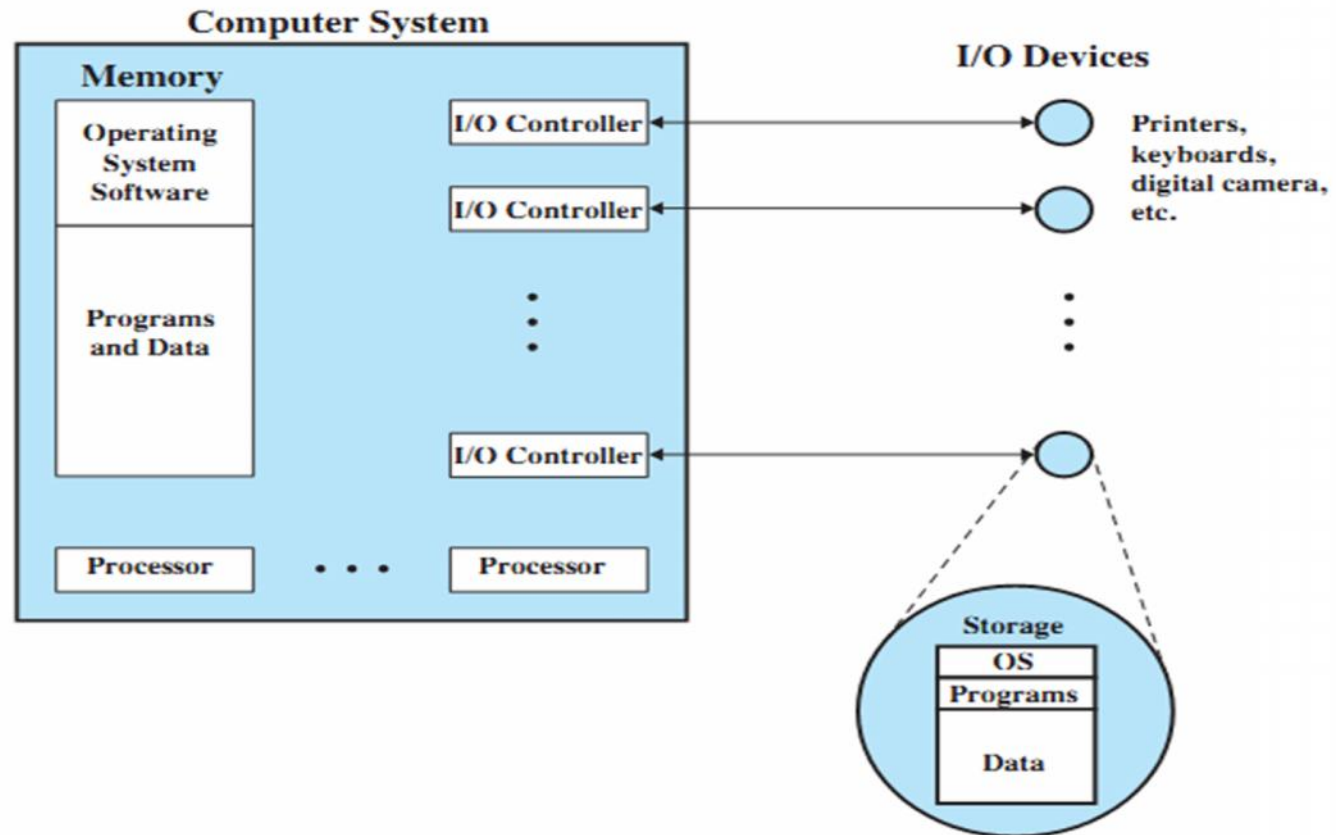 Computer System
Memory
Operating
System
Software
Programs
and Data
I/O Controller
I/O Controller
I/O Controller
Processor
Processor
I/O Devices
Printers,
keyboards,
digital camera,
etc.
Storage
OS
Programs
Data